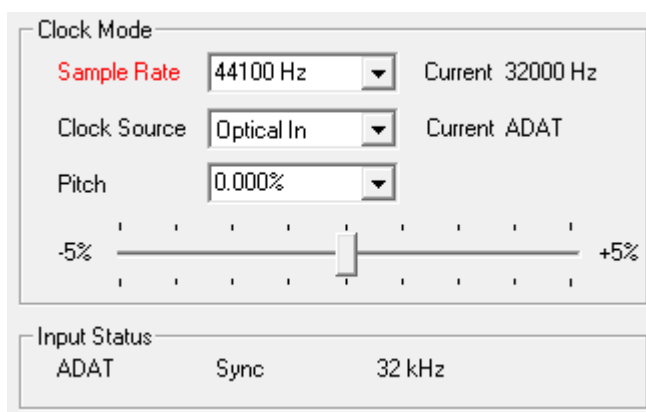 Clock Mode
Sample Rate 44100 Hz Current 32000 Hz
Clock Source Optical In Current ADAT
Pitch 0.000%
-5% +5%
Input Status
ADAT Sync 32 kHz